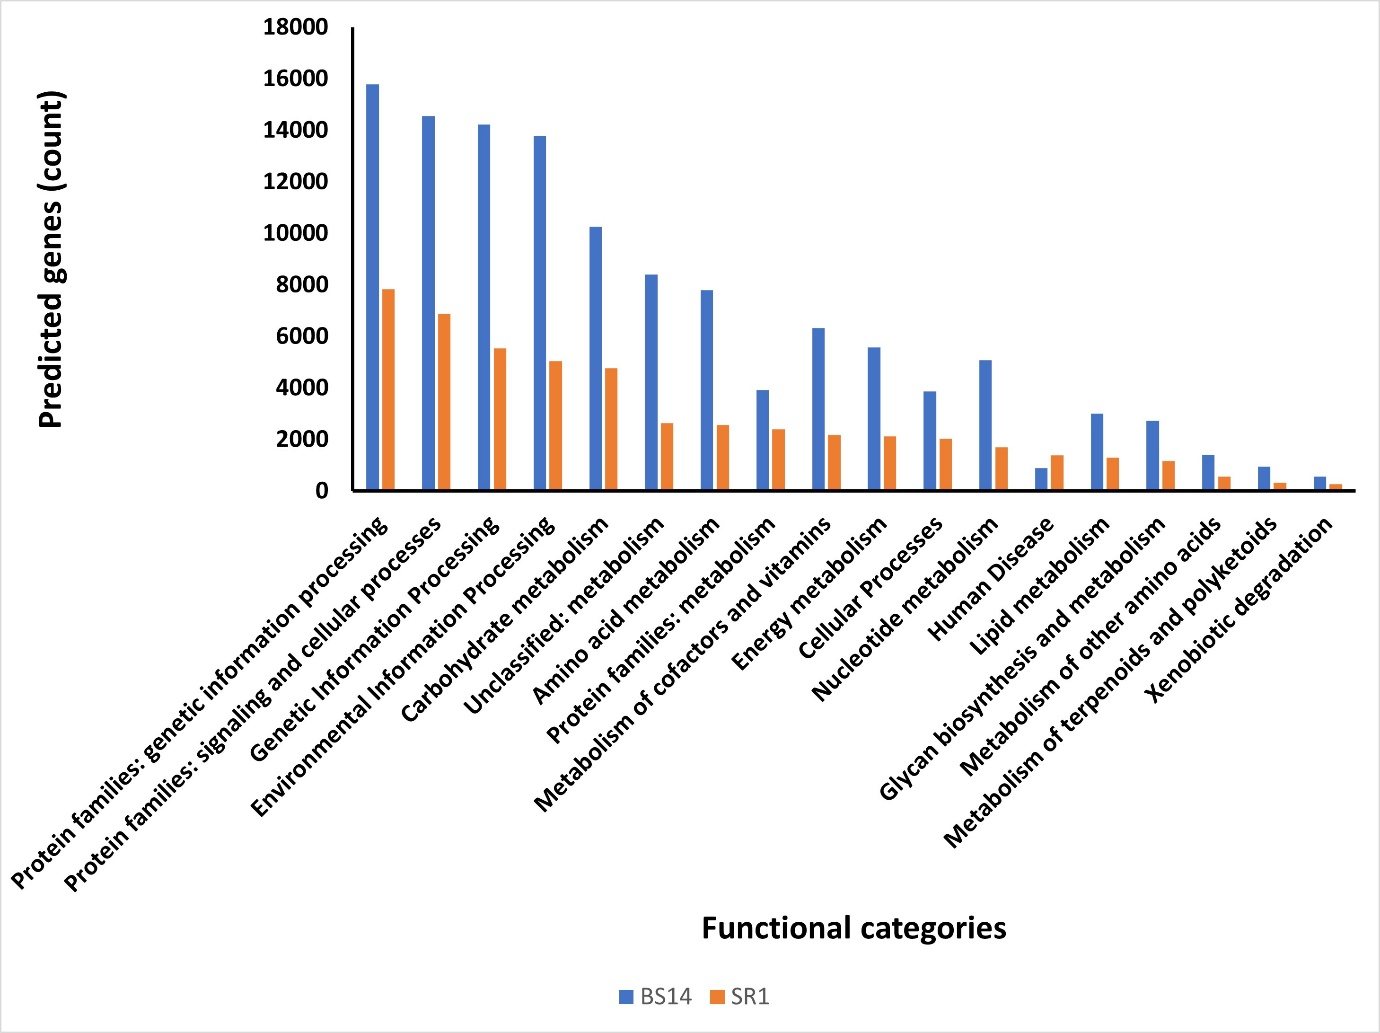 Predicted genes (count)
18000
16000
14000
12000
10000
8000
6000
4000
2000
0
Protein families: genetic information processing
Protein families: signaling and cellular processes
Genetic Information Processing
Environmental Information Processing
Carbohydrate metabolism
Unclassified: metabolism
Amino acid metabolism
Protein families: metabolism
Metabolism of cofactors and vitamins
Energy metabolism
Cellular Processes
Nucleotide metabolism
Human Disease
Lipid metabolism
Glycan biosynthesis and metabolism
Metabolism of other amino acids
Metabolism of terpenoids and polyketoids
Xenobiotic degradation
Functional categories
BS14 SR1